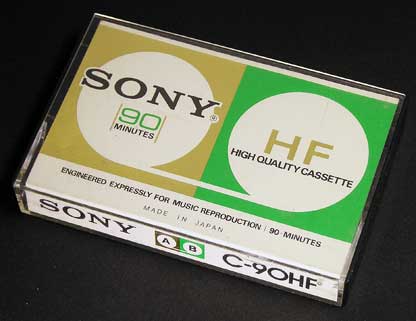 SONY®
90
MINUTES
HF
HIGH QUALITY CASSETTE
ENGINEERED EXPRESSLY FOR MUSIC REPRODUCTION | 90-MINUTES
MADE IN JAPAN
SONY A B C-90HF